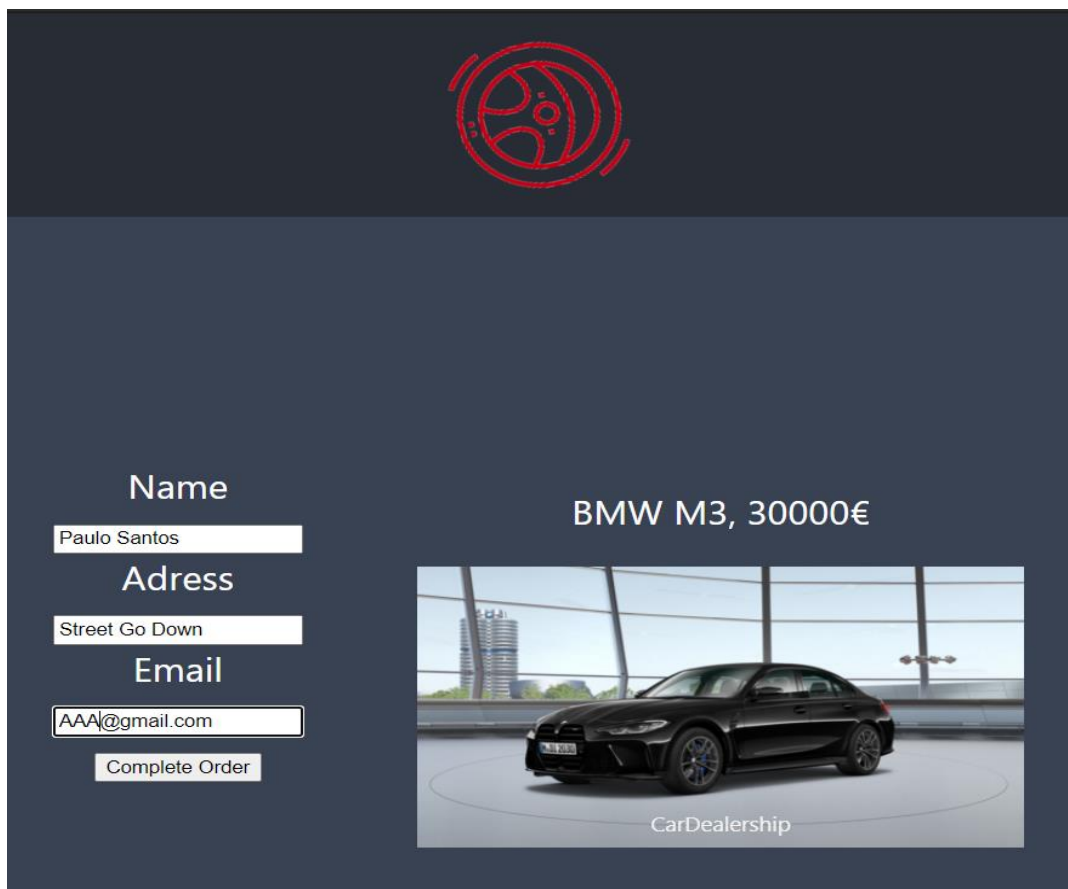 Name
Paulo Santos
Adress
Street Go Down
Email
AAA@gmail.com
Complete Order
BMW M3, 30000€
CarDealership